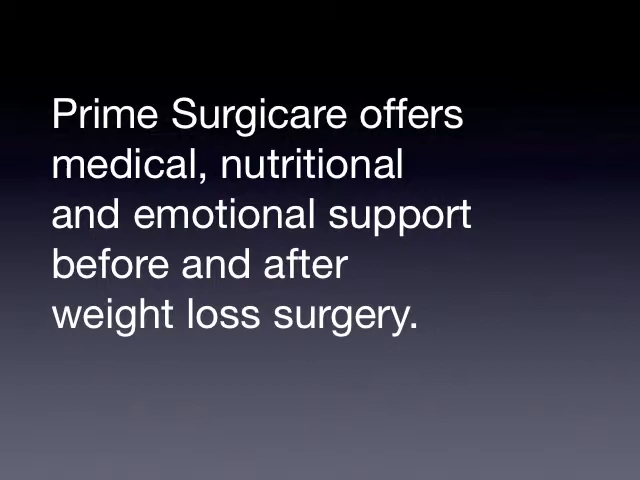 Prime Surgicare offers
medical, nutritional
and emotional support
before and after
weight loss surgery.